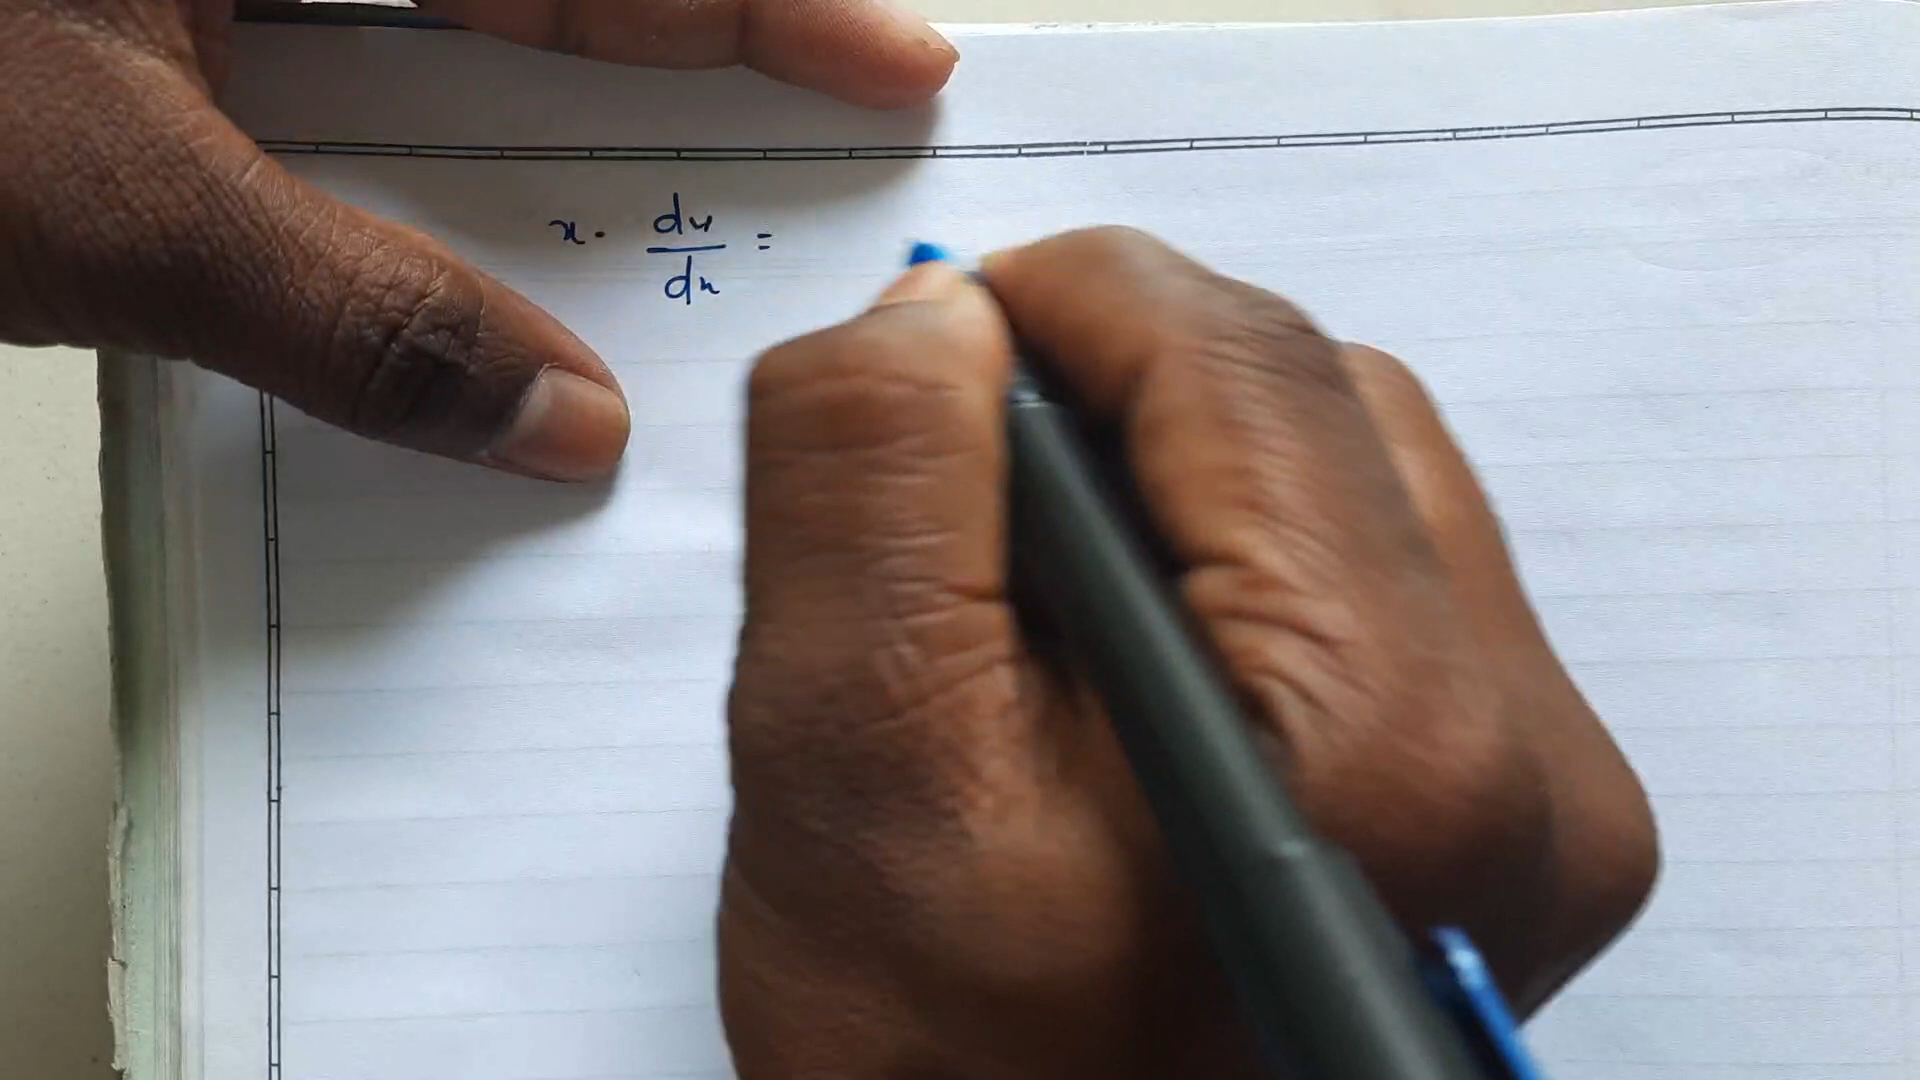 x. du/dx =